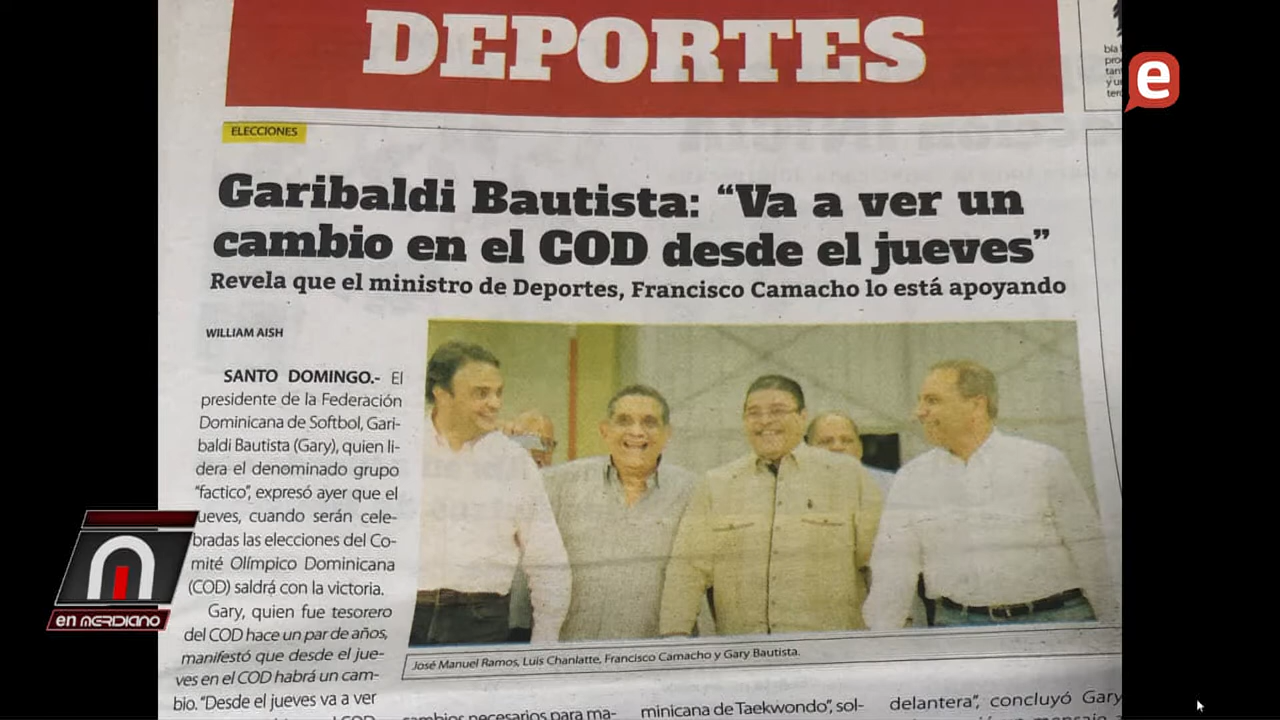 DEPORTES
e
ELECCIONES
Garibaldi Bautista: “Va a ver un
cambio en el COD desde el jueves”
Revela que el ministro de Deportes, Francisco Camacho lo está apoyando
WILLIAM AISH
SANTO DOMINGO.- El
presidente de la Federación
Dominicana de Softbol, Gari-
baldi Bautista (Gary), quien li-
dera el denominado grupo
“factico”, expresó ayer que el
ueves, cuando serán cele-
bradas las elecciones del Co-
mité Olímpico Dominicana
(COD) saldrá con la victoria.
Gary, quien fue tesorero
del COD hace un par de años,
manifestó que desde el jue-
ves en el COD habrá un cam-
bio. “Desde el jueves va a ver
José Manuel Ramos, Luis Chanlatte, Francisco Camacho y Gary Bautista.
cambios necesarios para ma-
minicana de Taekwondo”, sol-
delantera”, concluyó Gary
en MERIDIANO